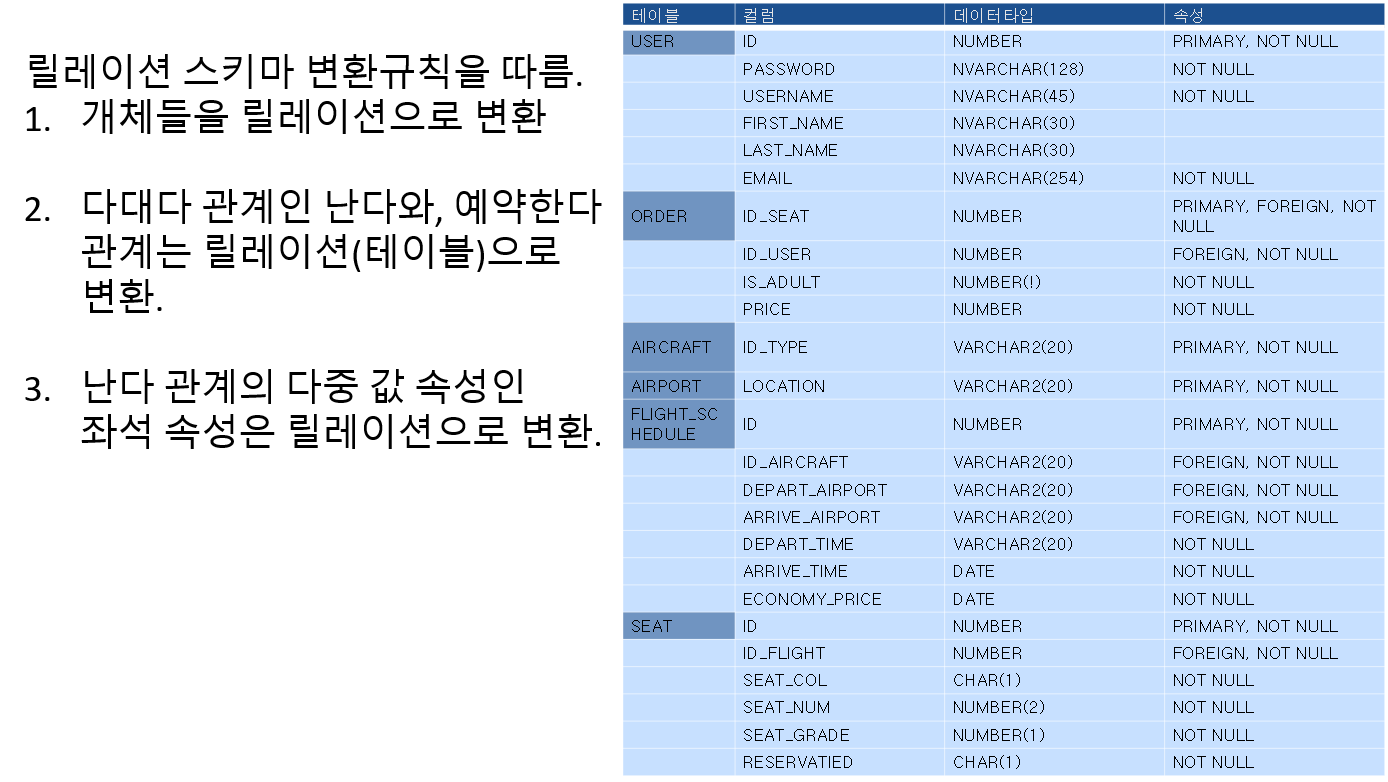 릴레이션 스키마 변환규칙을 따름.
1. 개체들을 릴레이션으로 변환
2. 다대다 관계인 난다와, 예약한다
관계는 릴레이션(테이블)으로
변환.
3. 난다 관계의 다중 값 속성인
좌석 속성은 릴레이션으로 변환.
테이블 컬럼 데이터타입 속성
USER ID NUMBER PRIMARY, NOT NULL
PASSWORD NVARCHAR(128) NOT NULL
USERNAME NVARCHAR(45) NOT NULL
FIRST_NAME NVARCHAR(30)
LAST_NAME NVARCHAR(30)
EMAIL NVARCHAR(254) NOT NULL
ORDER ID_SEAT NUMBER PRIMARY, FOREIGN, NOT
NULL
ID_USER NUMBER FOREIGN, NOT NULL
IS_ADULT NUMBER(!) NOT NULL
PRICE NUMBER NOT NULL
AIRCRAFT ID_TYPE VARCHAR2(20) PRIMARY, NOT NULL
AIRPORT LOCATION VARCHAR2(20) PRIMARY, NOT NULL
FLIGHT_SC
HEDULE ID NUMBER PRIMARY, NOT NULL
ID_AIRCRAFT VARCHAR2(20) FOREIGN, NOT NULL
DEPART_AIRPORT VARCHAR2(20) FOREIGN, NOT NULL
ARRIVE_AIRPORT VARCHAR2(20) FOREIGN, NOT NULL
DEPART_TIME VARCHAR2(20) NOT NULL
ARRIVE_TIME DATE NOT NULL
ECONOMY_PRICE DATE NOT NULL
SEAT ID NUMBER PRIMARY, NOT NULL
ID_FLIGHT NUMBER FOREIGN, NOT NULL
SEAT_COL CHAR(1) NOT NULL
SEAT_NUM NUMBER(2) NOT NULL
SEAT_GRADE NUMBER(1) NOT NULL
RESERVATIED CHAR(1) NOT NULL